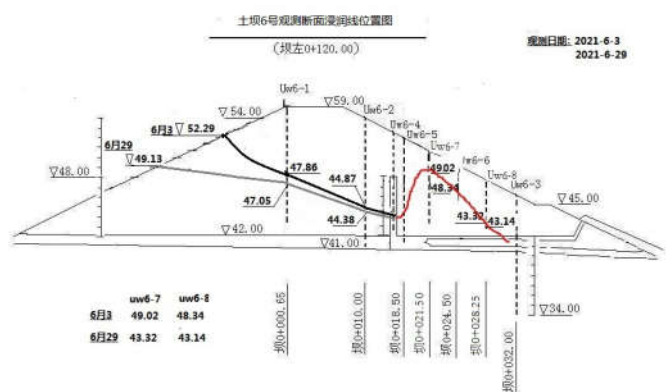 土坝6号观测断面浸润线位置图
(坝左0+120.00)
观测日期: 2021-6-3
2021-6-29
Uw6-1
▽54.00
▽59.00
Uw6-2
Uw6-4
Uw6-5
Uw6-7
Uw6-8
Uw6-3
6月3 ▽ 52.29
6月29
▽49.13
▽48.00
47.86
47.05
44.87
44.38
49.02
48.34
43.32
43.14
▽45.00
▽42.00
▽41.00
▽34.00
uw6-7 uw6-8
6月3 49.02 48.34
6月29 43.32 43.14
坝0+000.65
坝0+010.00
坝0+018.50
坝0+021.50
坝0+024.50
坝0+028.25
坝0+032.00